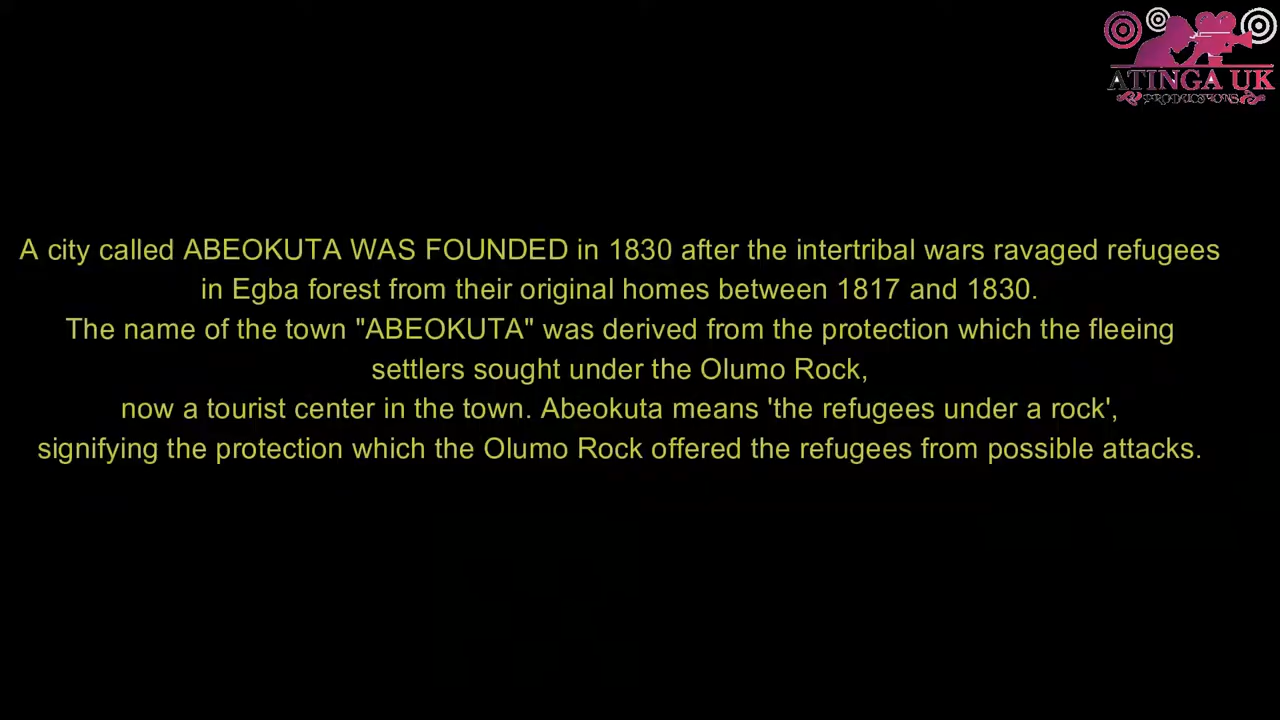 ATINGA UK
PRODUCTIONS
A city called ABEOKUTA WAS FOUNDED in 1830 after the intertribal wars ravaged refugees
in Egba forest from their original homes between 1817 and 1830.
The name of the town "ABEOKUTA" was derived from the protection which the fleeing
settlers sought under the Olumo Rock,
now a tourist center in the town. Abeokuta means 'the refugees under a rock',
signifying the protection which the Olumo Rock offered the refugees from possible attacks.